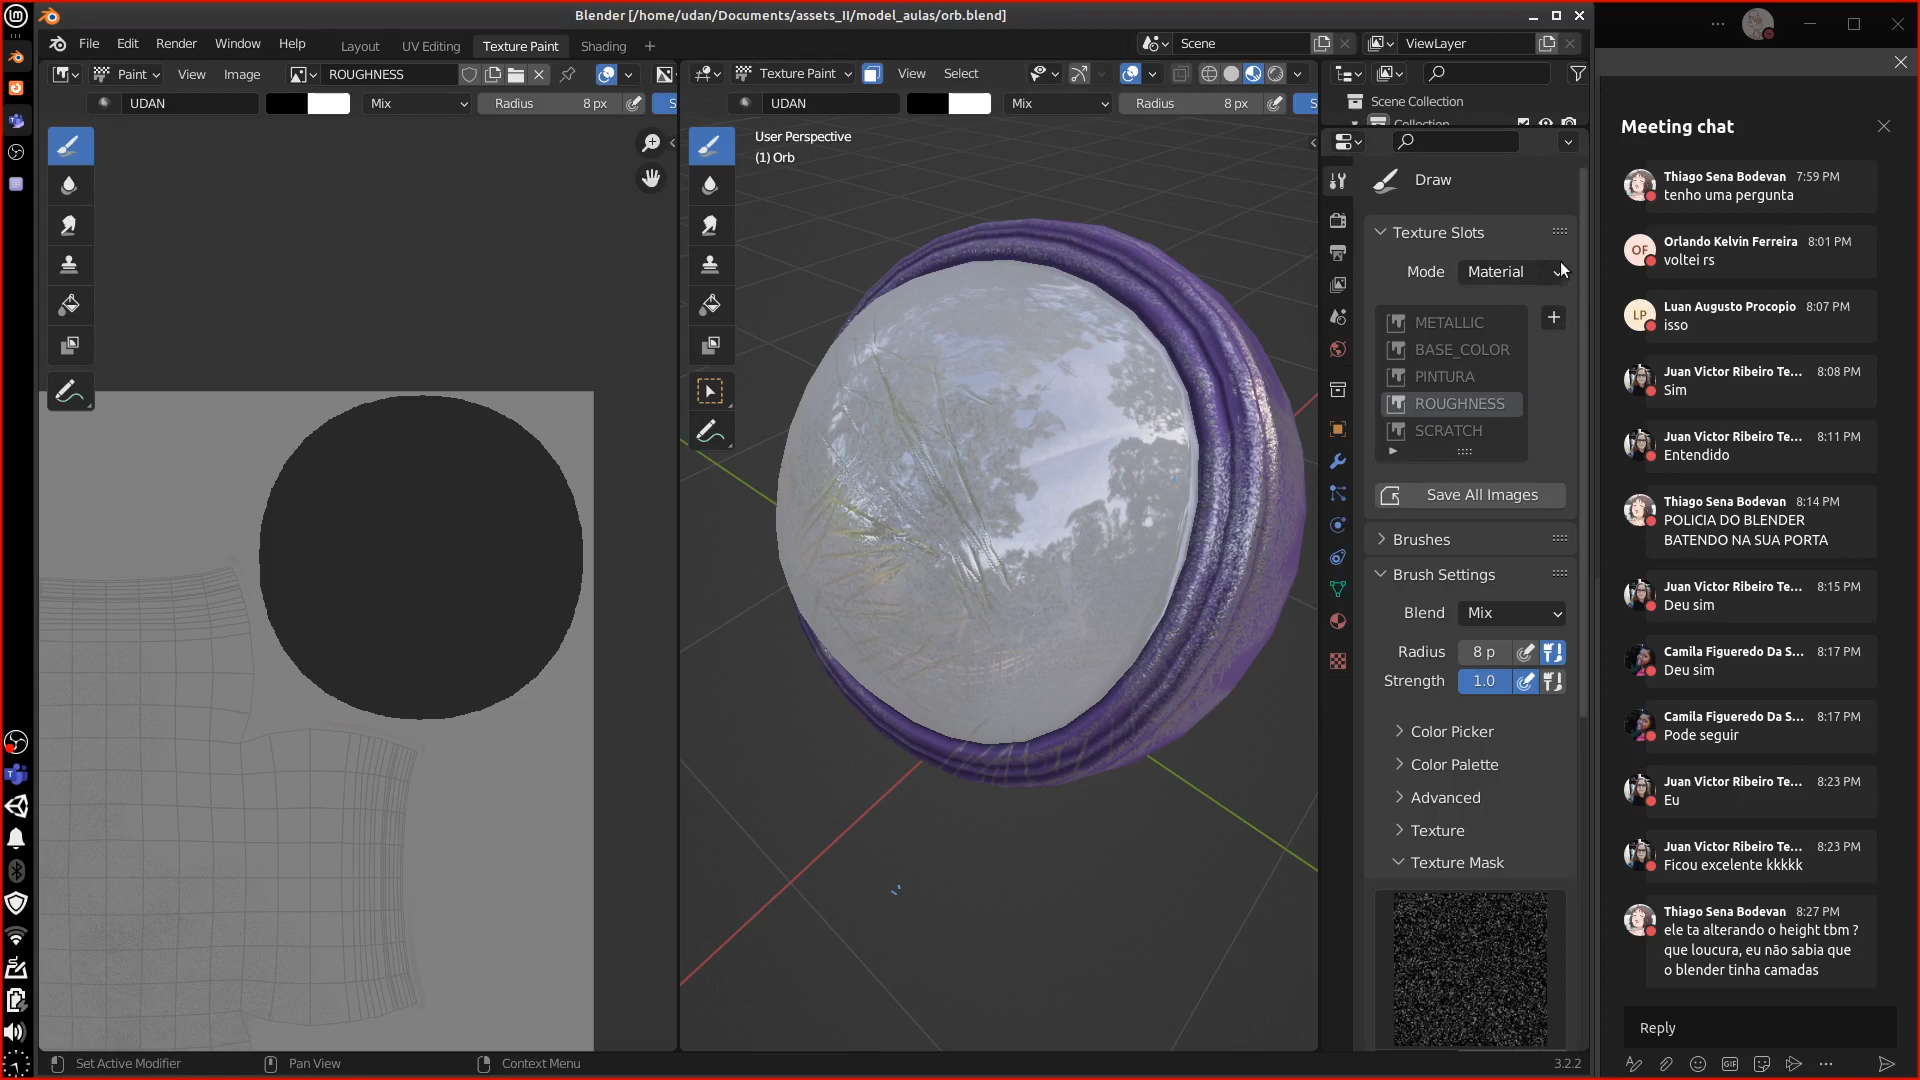 Blender [/home/udan/Documents/assets_II/model_aulas/orb.blend]
File Edit Render Window Help
Layout UV Editing Texture Paint Shading
Scene
ViewLayer
Paint View Image
ROUGHNESS
UDAN
Mix
Radius 8 px
S
Texture Paint View Select
UDAN
Mix
Radius 8 px
S
User Perspective
(1) Orb
Scene Collection
Collection
Draw
Texture Slots
Mode Material
METALLIC
BASE_COLOR
PINTURA
ROUGHNESS
SCRATCH
Save All Images
Brushes
Brush Settings
Blend Mix
Radius 8 p
Strength 1.0
Color Picker
Color Palette
Advanced
Texture
Texture Mask
Set Active Modifier
Pan View
Context Menu
3.2.2
Meeting chat
Thiago Sena Bodevan 7:59 PM
tenho uma pergunta
OF
Orlando Kelvin Ferreira 8:01 PM
voltei rs
LP
Luan Augusto Procopio 8:07 PM
isso
Juan Victor Ribeiro Te... 8:08 PM
Sim
Juan Victor Ribeiro Te... 8:11 PM
Entendido
Thiago Sena Bodevan 8:14 PM
POLICIA DO BLENDER
BATENDO NA SUA PORTA
Juan Victor Ribeiro Te... 8:15 PM
Deu sim
Camila Figueredo Da S... 8:17 PM
Deu sim
Camila Figueredo Da S... 8:17 PM
Pode seguir
Juan Victor Ribeiro Te... 8:23 PM
Eu
Juan Victor Ribeiro Te... 8:23 PM
Ficou excelente kkkkk
Thiago Sena Bodevan 8:27 PM
ele ta alterando o height tbm ?
que loucura, eu não sabia que
o blender tinha camadas
Reply
GIF